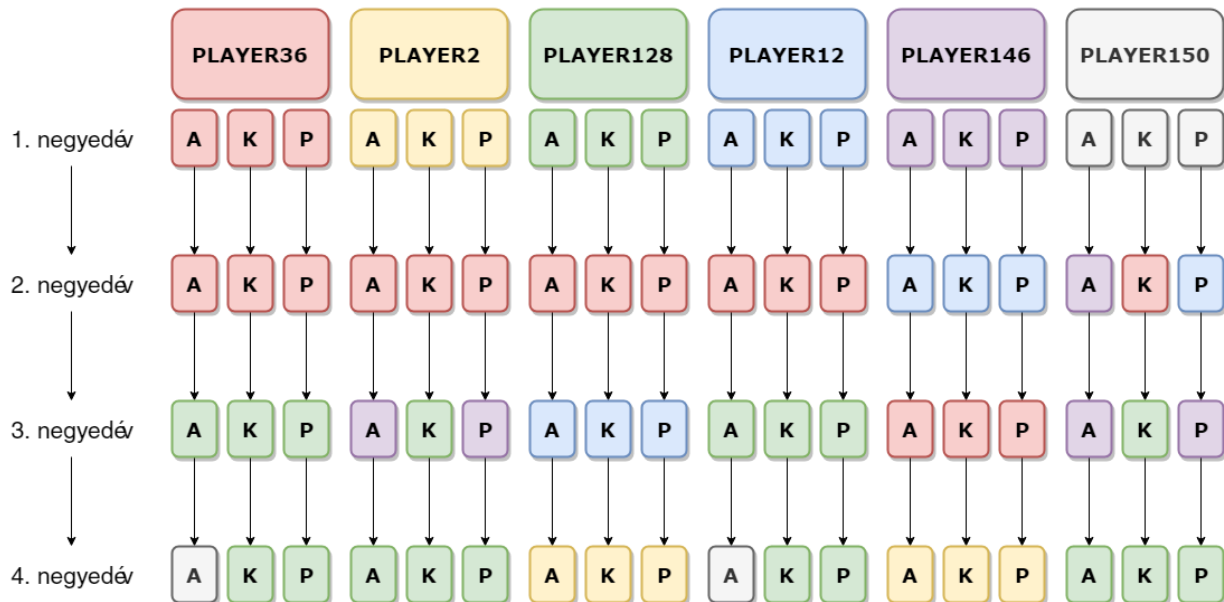 PLAYER36 PLAYER2 PLAYER128 PLAYER12 PLAYER146 PLAYER150
1. negyedév A K P A K P A K P A K P A K P A K P
2. negyedév A K P A K P A K P A K P A K P A K P
3. negyedév A K P A K P A K P A K P A K P A K P
4. negyedév A K P A K P A K P A K P A K P A K P